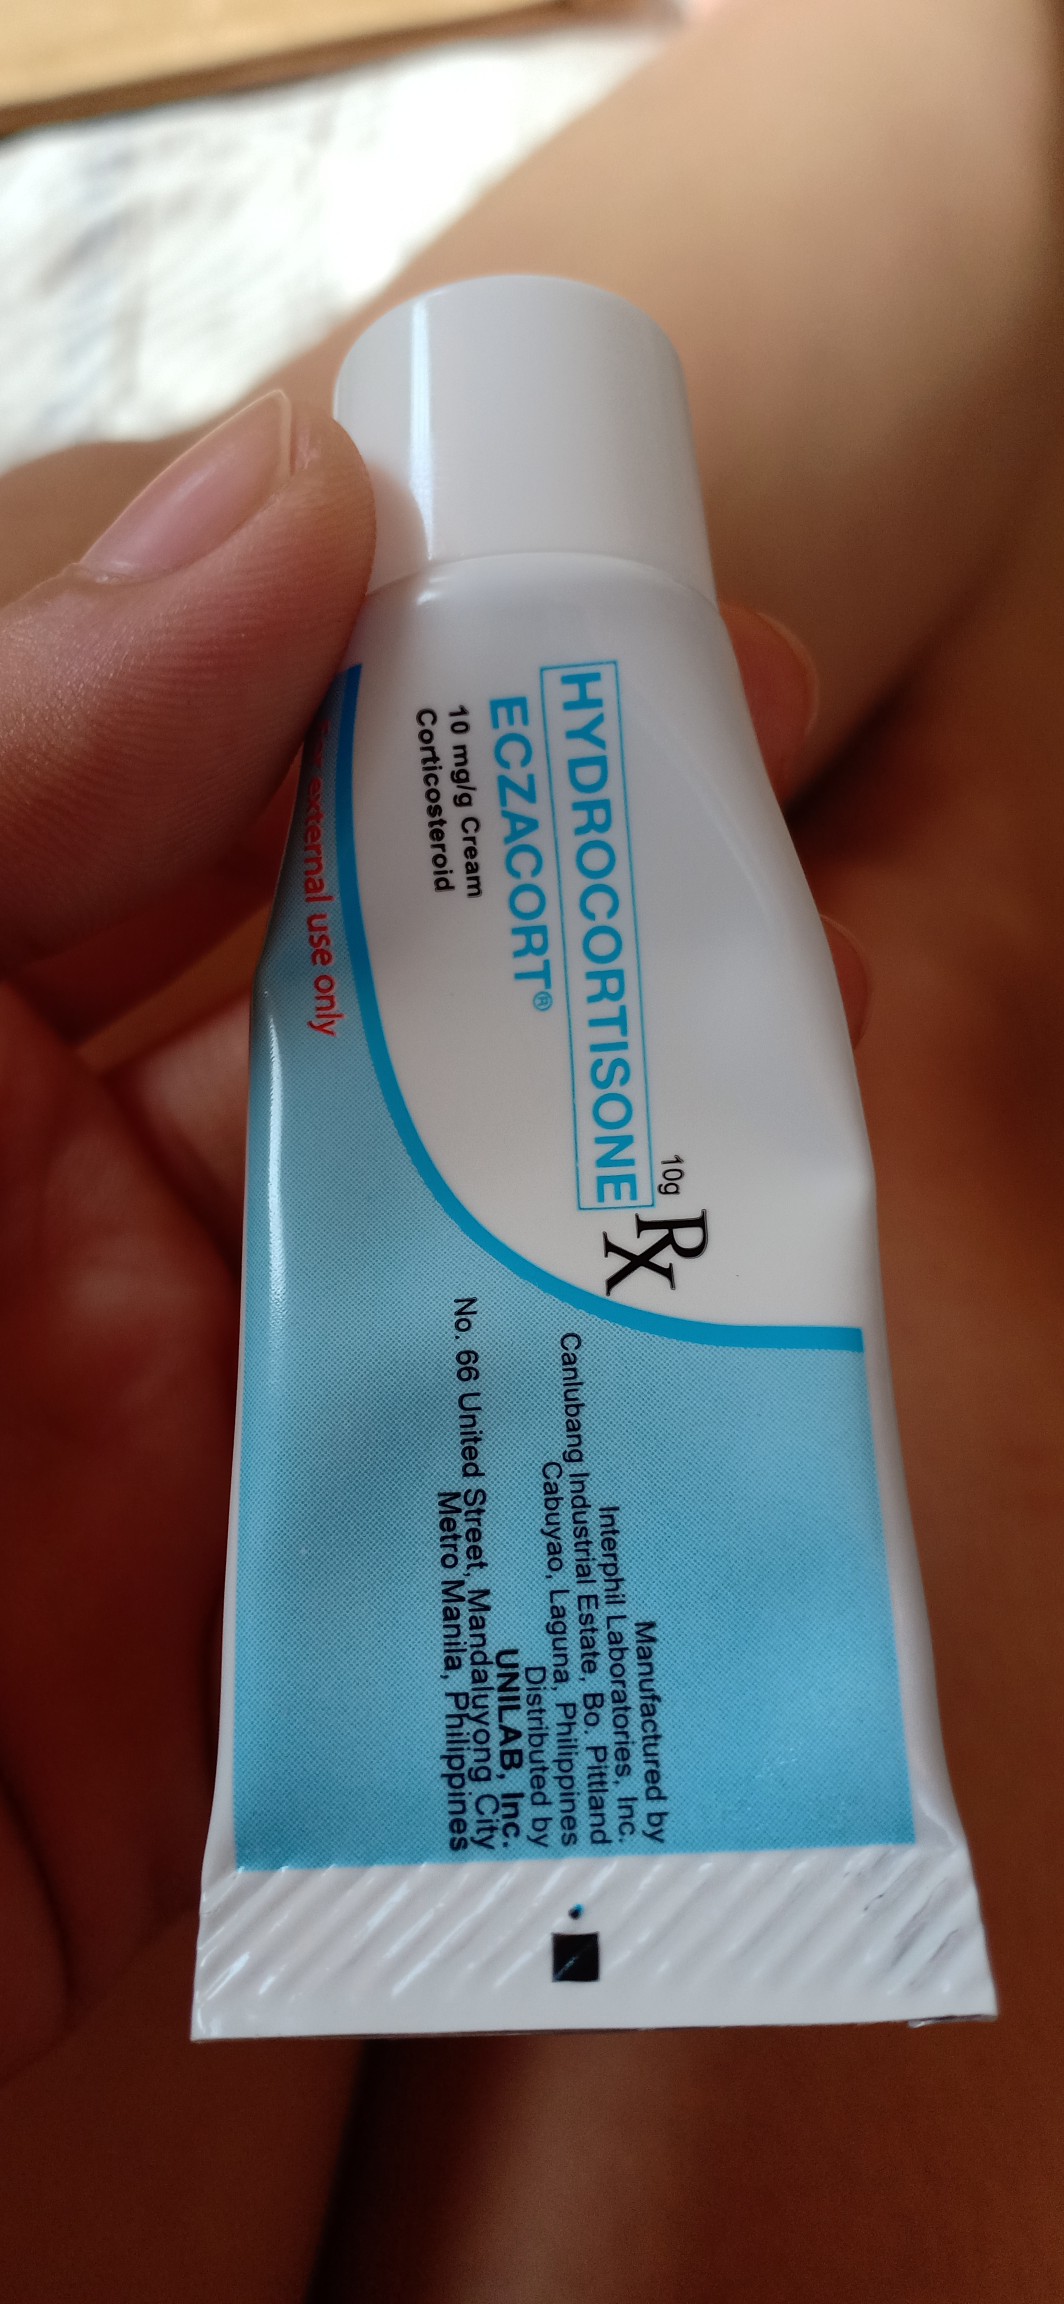 10g
HYDROCORTISONE
Rx
ECZACORT®
10 mg/g Cream
Corticosteroid
external use only
Manufactured by
Interphil Laboratories, Inc.
Canlubang Industrial Estate, Bo. Pittland
Cabuyao, Laguna, Philippines
Distributed by
UNILAB, Inc.
No. 66 United Street, Mandaluyong City
Metro Manila, Philippines